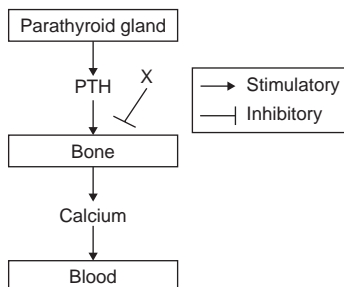 Parathyroid gland
PTH
X
Stimulatory
Inhibitory
Bone
Calcium
Blood